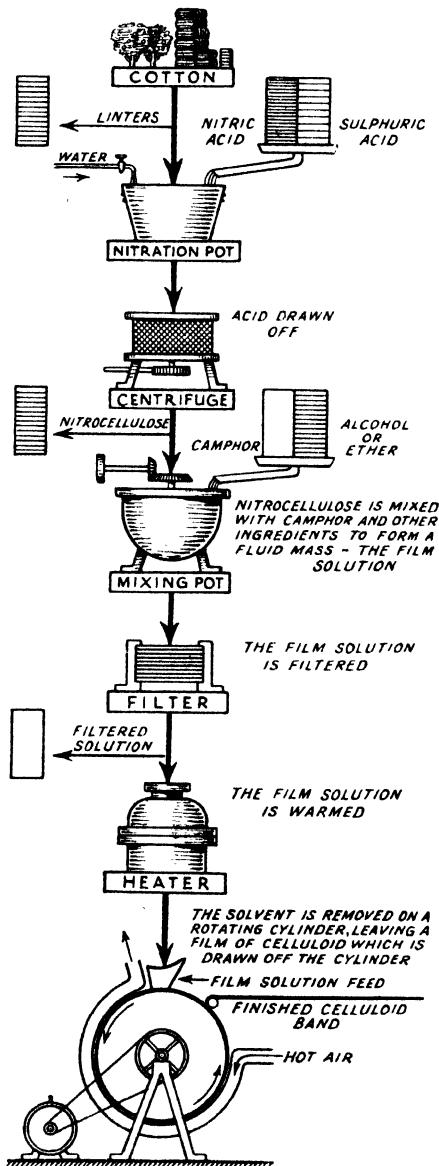 COTTON
LINTERS
NITRIC
ACID
SULPHURIC
ACID
WATER
NITRATION POT
ACID DRAWN
OFF
CENTRIFUGE
NITROCELLULOSE
CAMPHOR
ALCOHOL
OR
ETHER
NITROCELLULOSE IS MIXED
WITH CAMPHOR AND OTHER
INGREDIENTS TO FORM A
FLUID MASS - THE FILM
SOLUTION
MIXING POT
THE FILM SOLUTION
IS FILTERED
FILTER
FILTERED
SOLUTION
THE FILM SOLUTION
IS WARMED
HEATER
THE SOLVENT IS REMOVED ON A
ROTATING CYLINDER, LEAVING A
FILM OF CELLULOID WHICH IS
DRAWN OFF THE CYLINDER
FILM SOLUTION FEED
FINISHED CELLULOID
BAND
HOT AIR